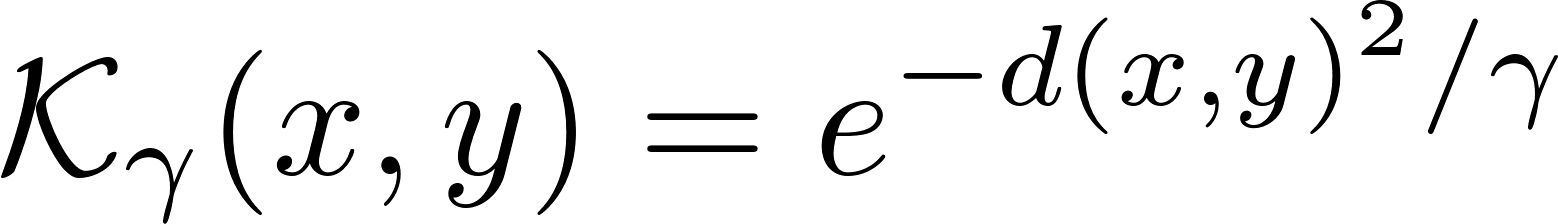 𝒦_γ(x, y) = e^{-d(x,y)^2/γ}